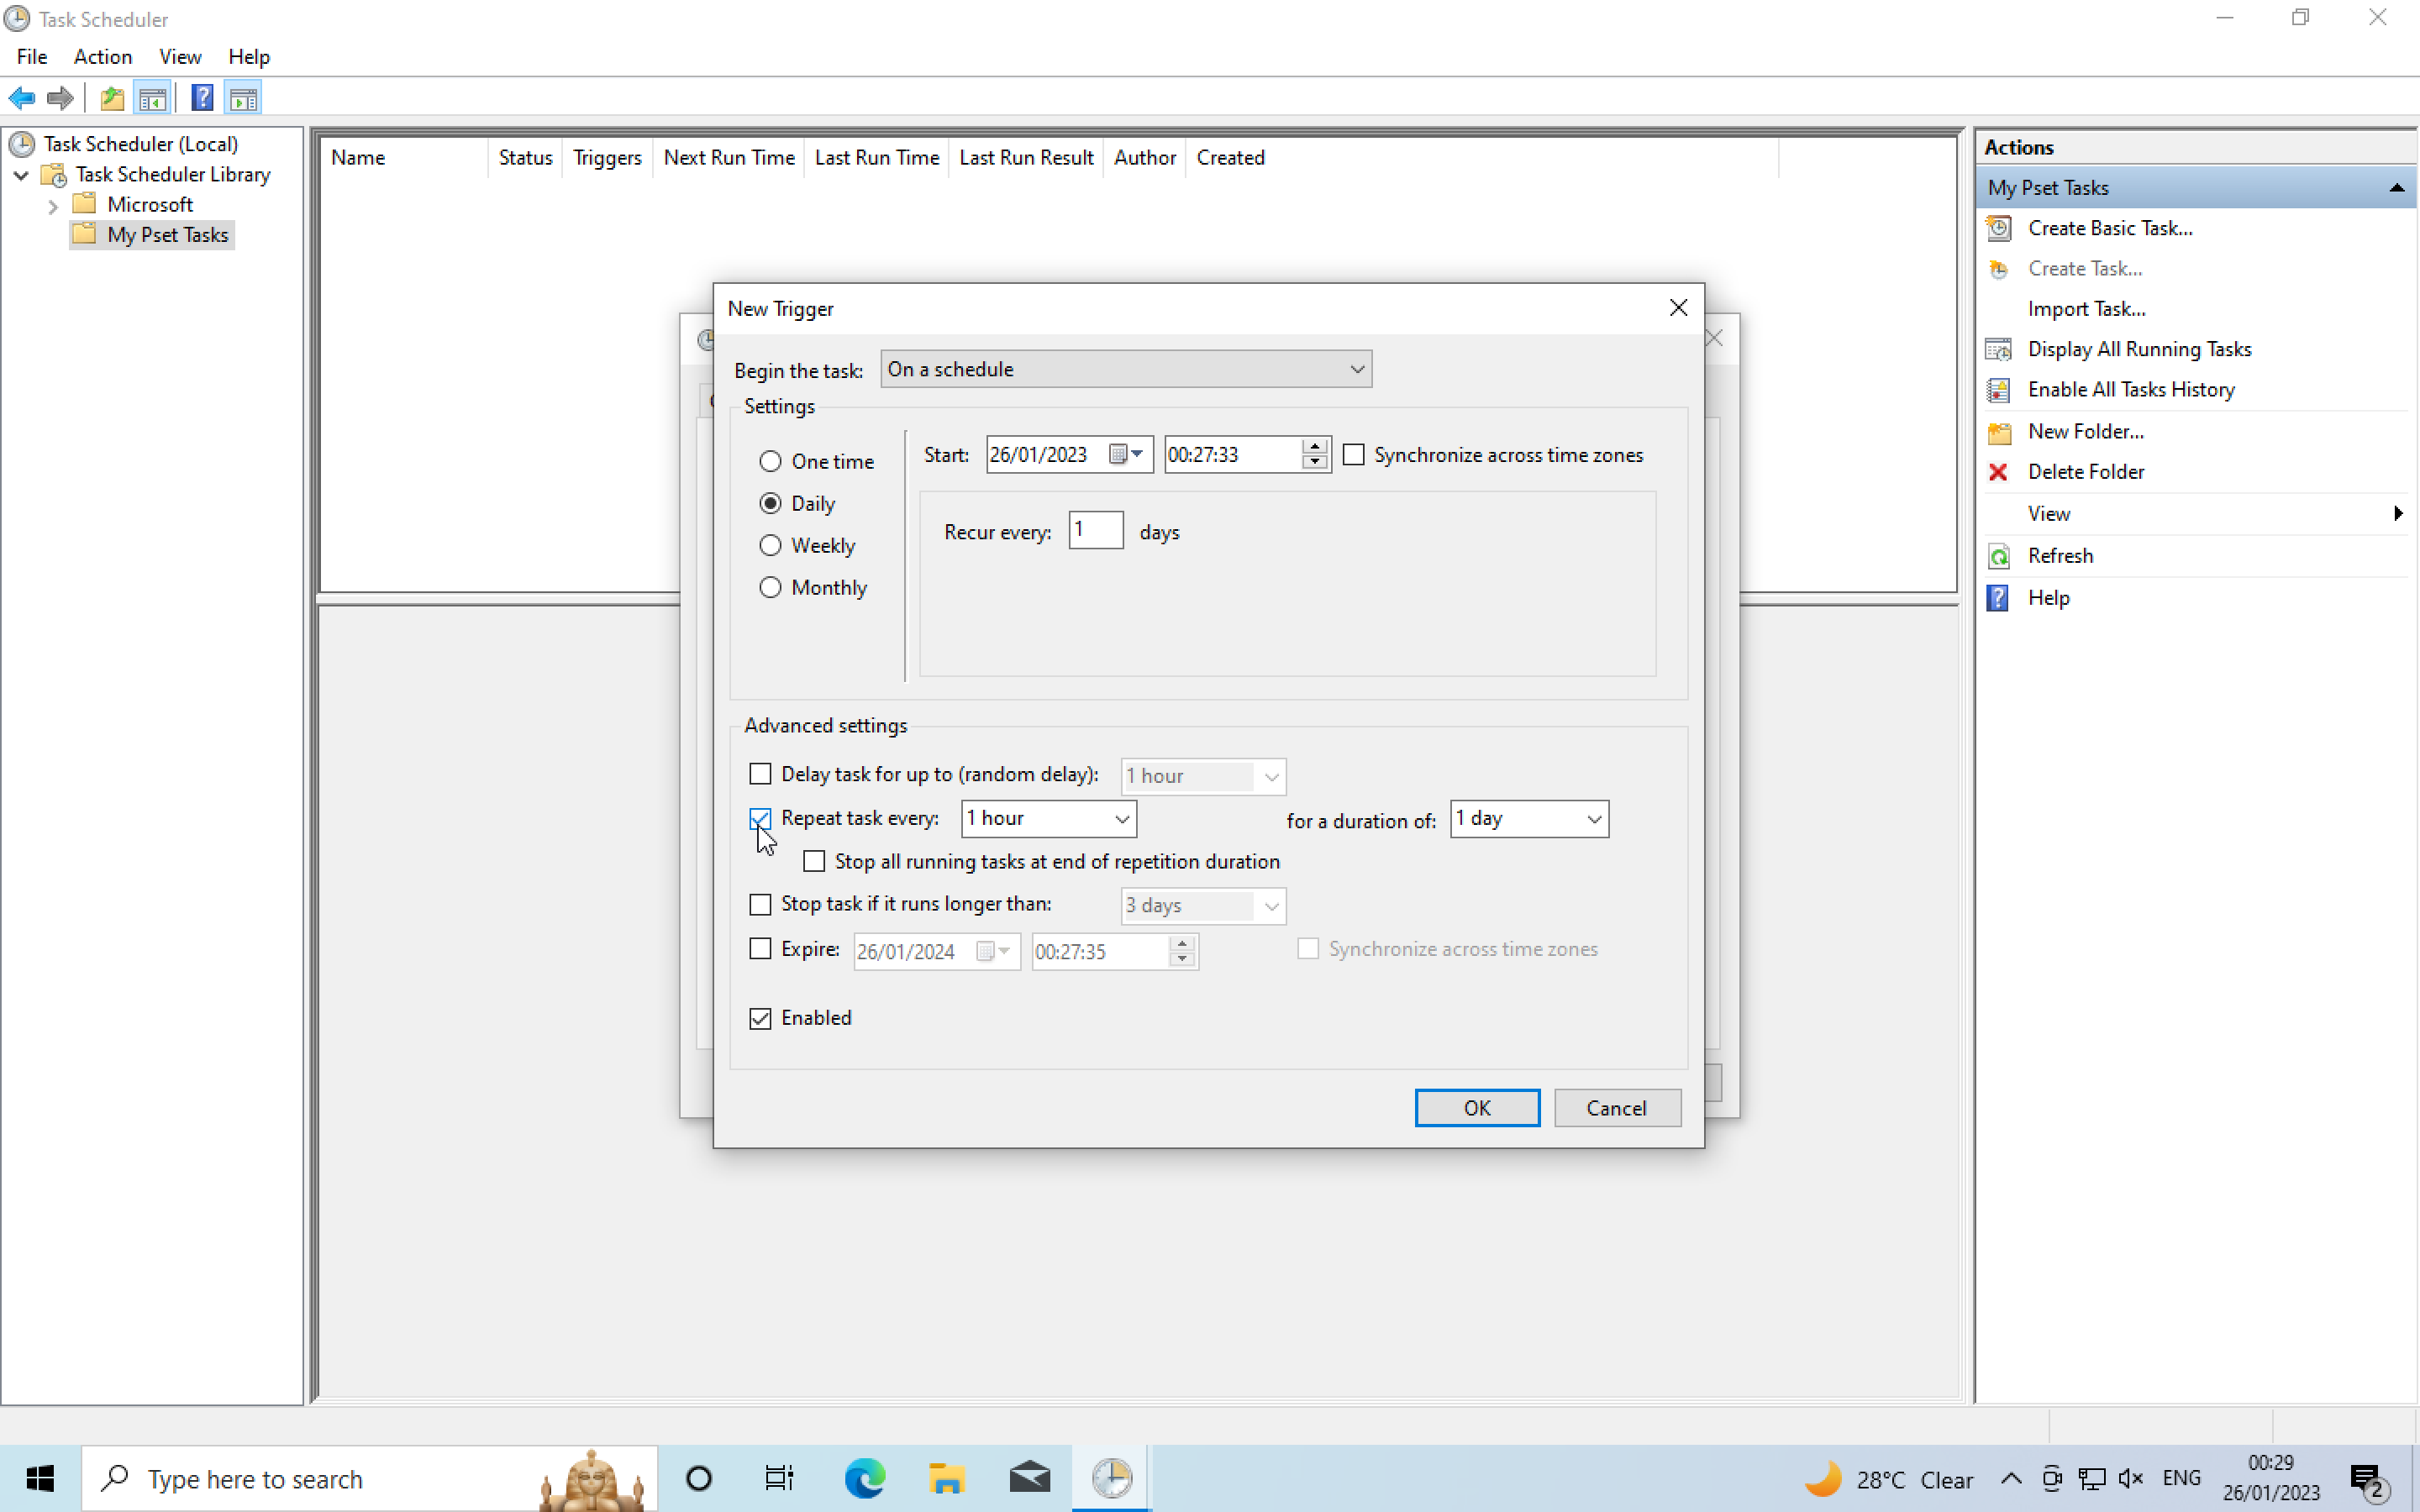 Task Scheduler
File Action View Help
Task Scheduler (Local)
Task Scheduler Library
Microsoft
My Pset Tasks
Name Status Triggers Next Run Time Last Run Time Last Run Result Author Created
New Trigger
Begin the task: On a schedule
Settings
One time
Daily
Weekly
Monthly
Start: 26/01/2023 00:27:33 Synchronize across time zones
Recur every: 1 days
Advanced settings
Delay task for up to (random delay): 1 hour
Repeat task every: 1 hour for a duration of: 1 day
Stop all running tasks at end of repetition duration
Stop task if it runs longer than: 3 days
Expire: 26/01/2024 00:27:35 Synchronize across time zones
Enabled
OK Cancel
Actions
My Pset Tasks
Create Basic Task...
Create Task...
Import Task...
Display All Running Tasks
Enable All Tasks History
New Folder...
Delete Folder
View
Refresh
Help
Type here to search
28°C Clear
ENG
00:29
26/01/2023
2